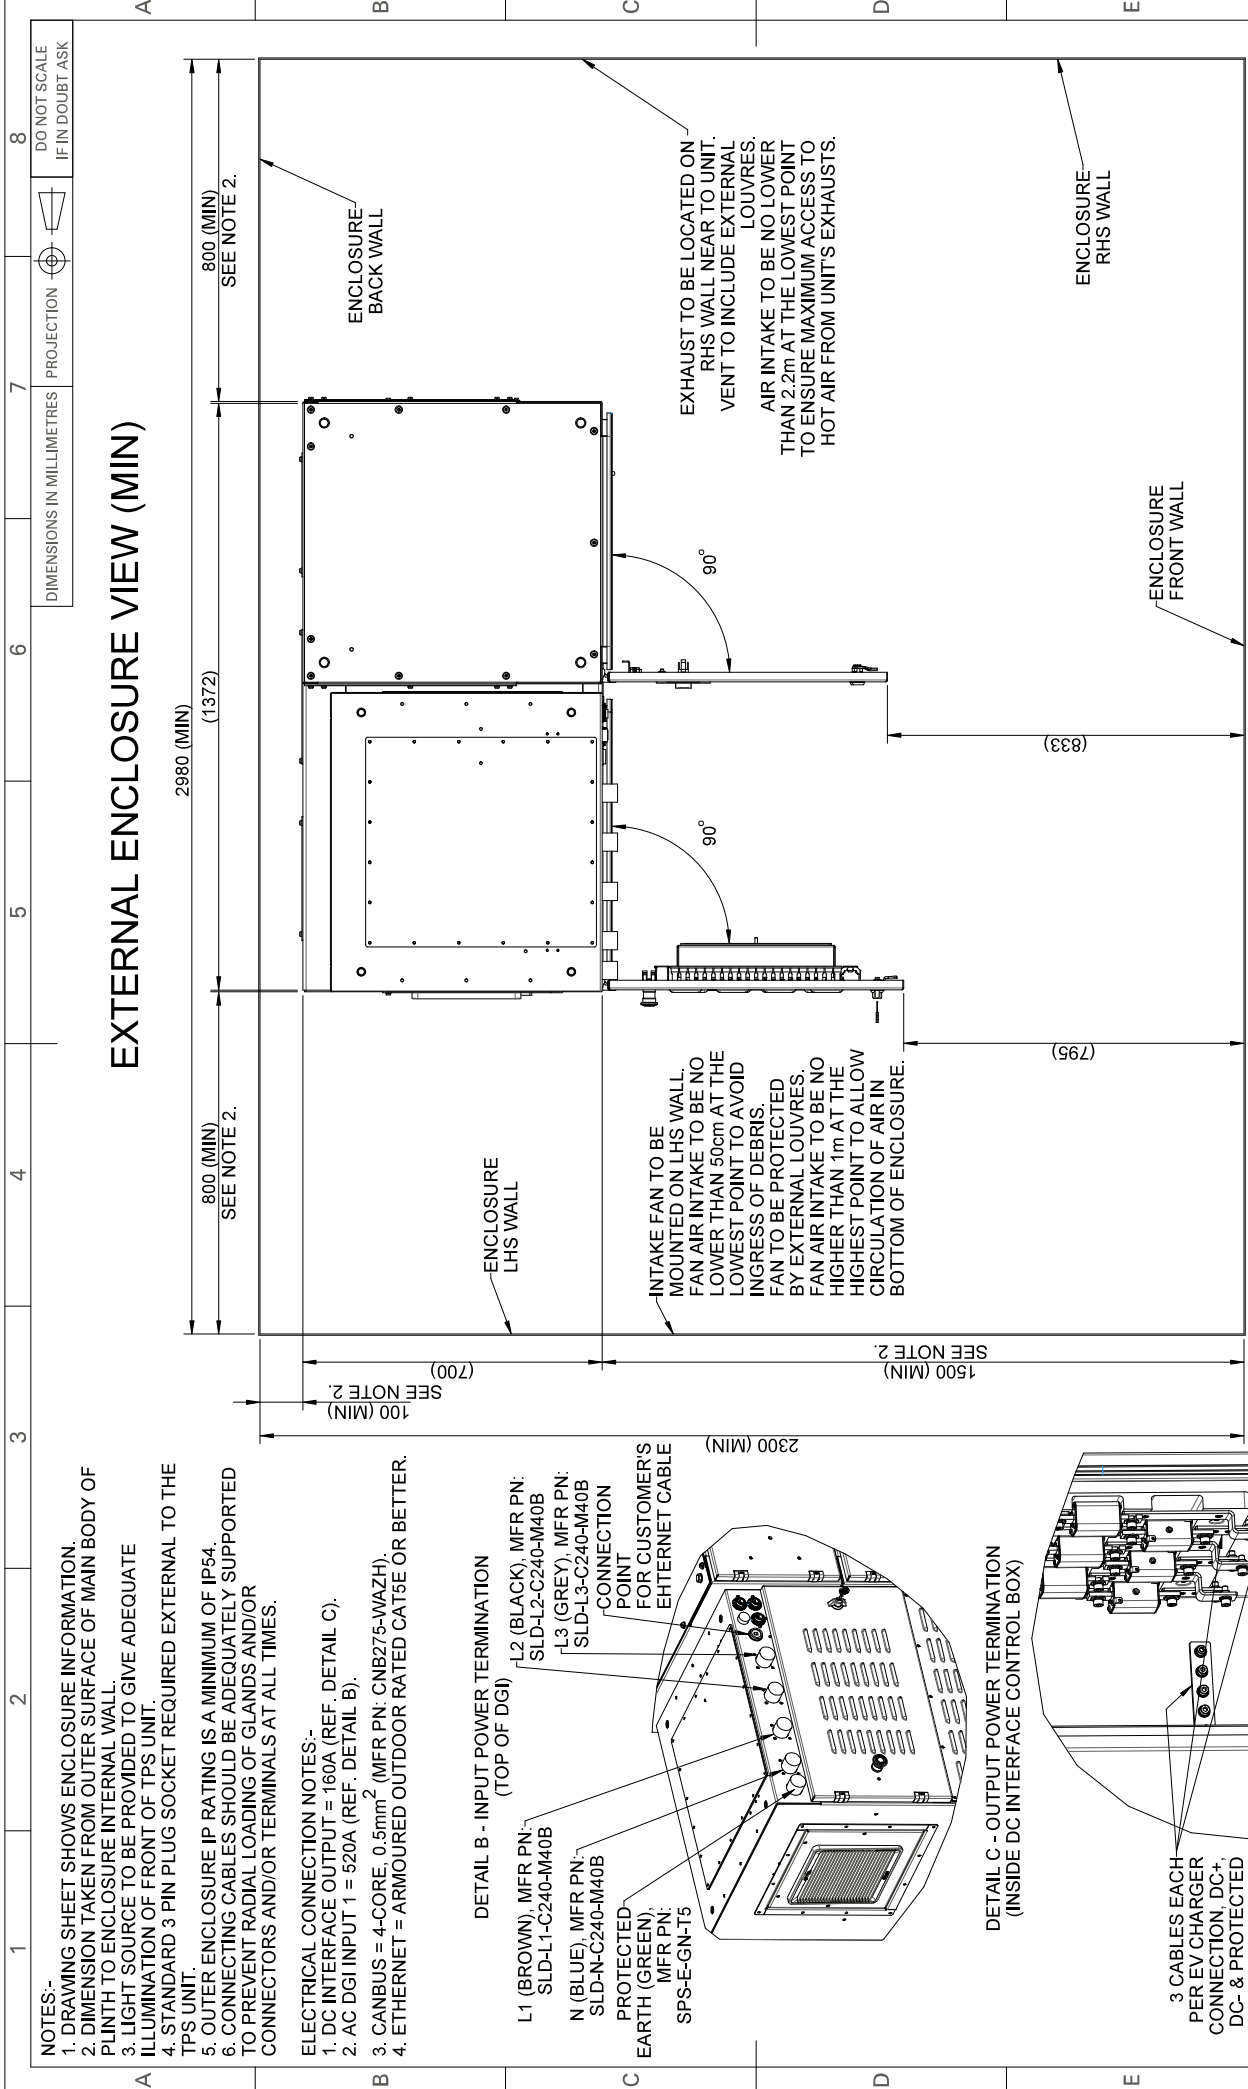 1
2
3
4
5
6
7
8
A
B
C
D
E
A
B
C
D
E
DIMENSIONS IN MILLIMETRES
PROJECTION
DO NOT SCALE
IF IN DOUBT ASK
NOTES:-
1. DRAWING SHEET SHOWS ENCLOSURE INFORMATION.
2. DIMENSION TAKEN FROM OUTER SURFACE OF MAIN BODY OF
PLINTH TO ENCLOSURE INTERNAL WALL.
3. LIGHT SOURCE TO BE PROVIDED TO GIVE ADEQUATE
ILLUMINATION OF FRONT OF TPS UNIT.
4. STANDARD 3 PIN PLUG SOCKET REQUIRED EXTERNAL TO THE
TPS UNIT.
5. OUTER ENCLOSURE IP RATING IS A MINIMUM OF IP54.
6. CONNECTING CABLES SHOULD BE ADEQUATELY SUPPORTED
TO PREVENT RADIAL LOADING OF GLANDS AND/OR
CONNECTORS AND/OR TERMINALS AT ALL TIMES.
ELECTRICAL CONNECTION NOTES:-
1. DC INTERFACE OUTPUT = 160A (REF. DETAIL C).
2. AC DGI INPUT 1 = 520A (REF. DETAIL B).
3. CANBUS = 4-CORE, 0.5mm² (MFR PN: CNB275-WAZH).
4. ETHERNET = ARMOURED OUTDOOR RATED CAT5E OR BETTER.
DETAIL B - INPUT POWER TERMINATION
(TOP OF DGI)
L1 (BROWN), MFR PN:
SLD-L1-C240-M40B
N (BLUE), MFR PN:
SLD-N-C240-M40B
PROTECTED
EARTH (GREEN),
MFR PN:
SPS-E-GN-T5
L2 (BLACK), MFR PN:
SLD-L2-C240-M40B
L3 (GREY), MFR PN:
SLD-L3-C240-M40B
CONNECTION
POINT
FOR CUSTOMER'S
EHTERNET CABLE
DETAIL C - OUTPUT POWER TERMINATION
(INSIDE DC INTERFACE CONTROL BOX)
3 CABLES EACH
PER EV CHARGER
CONNECTION, DC+,
DC- & PROTECTED
EXTERNAL ENCLOSURE VIEW (MIN)
2980 (MIN)
800 (MIN)
SEE NOTE 2.
(1372)
800 (MIN)
SEE NOTE 2.
100 (MIN)
SEE NOTE 2.
(700)
2300 (MIN)
1500 (MIN)
SEE NOTE 2.
ENCLOSURE
LHS WALL
ENCLOSURE
BACK WALL
INTAKE FAN TO BE
MOUNTED ON LHS WALL.
FAN AIR INTAKE TO BE NO
LOWER THAN 50cm AT THE
LOWEST POINT TO AVOID
INGRESS OF DEBRIS.
FAN TO BE PROTECTED
BY EXTERNAL LOUVRES.
FAN AIR INTAKE TO BE NO
HIGHER THAN 1m AT THE
HIGHEST POINT TO ALLOW
CIRCULATION OF AIR IN
BOTTOM OF ENCLOSURE.
90°
90°
(795)
(833)
EXHAUST TO BE LOCATED ON
RHS WALL NEAR TO UNIT.
VENT TO INCLUDE EXTERNAL
LOUVRES.
AIR INTAKE TO BE NO LOWER
THAN 2.2m AT THE LOWEST POINT
TO ENSURE MAXIMUM ACCESS TO
HOT AIR FROM UNIT'S EXHAUSTS.
ENCLOSURE
RHS WALL
ENCLOSURE
FRONT WALL